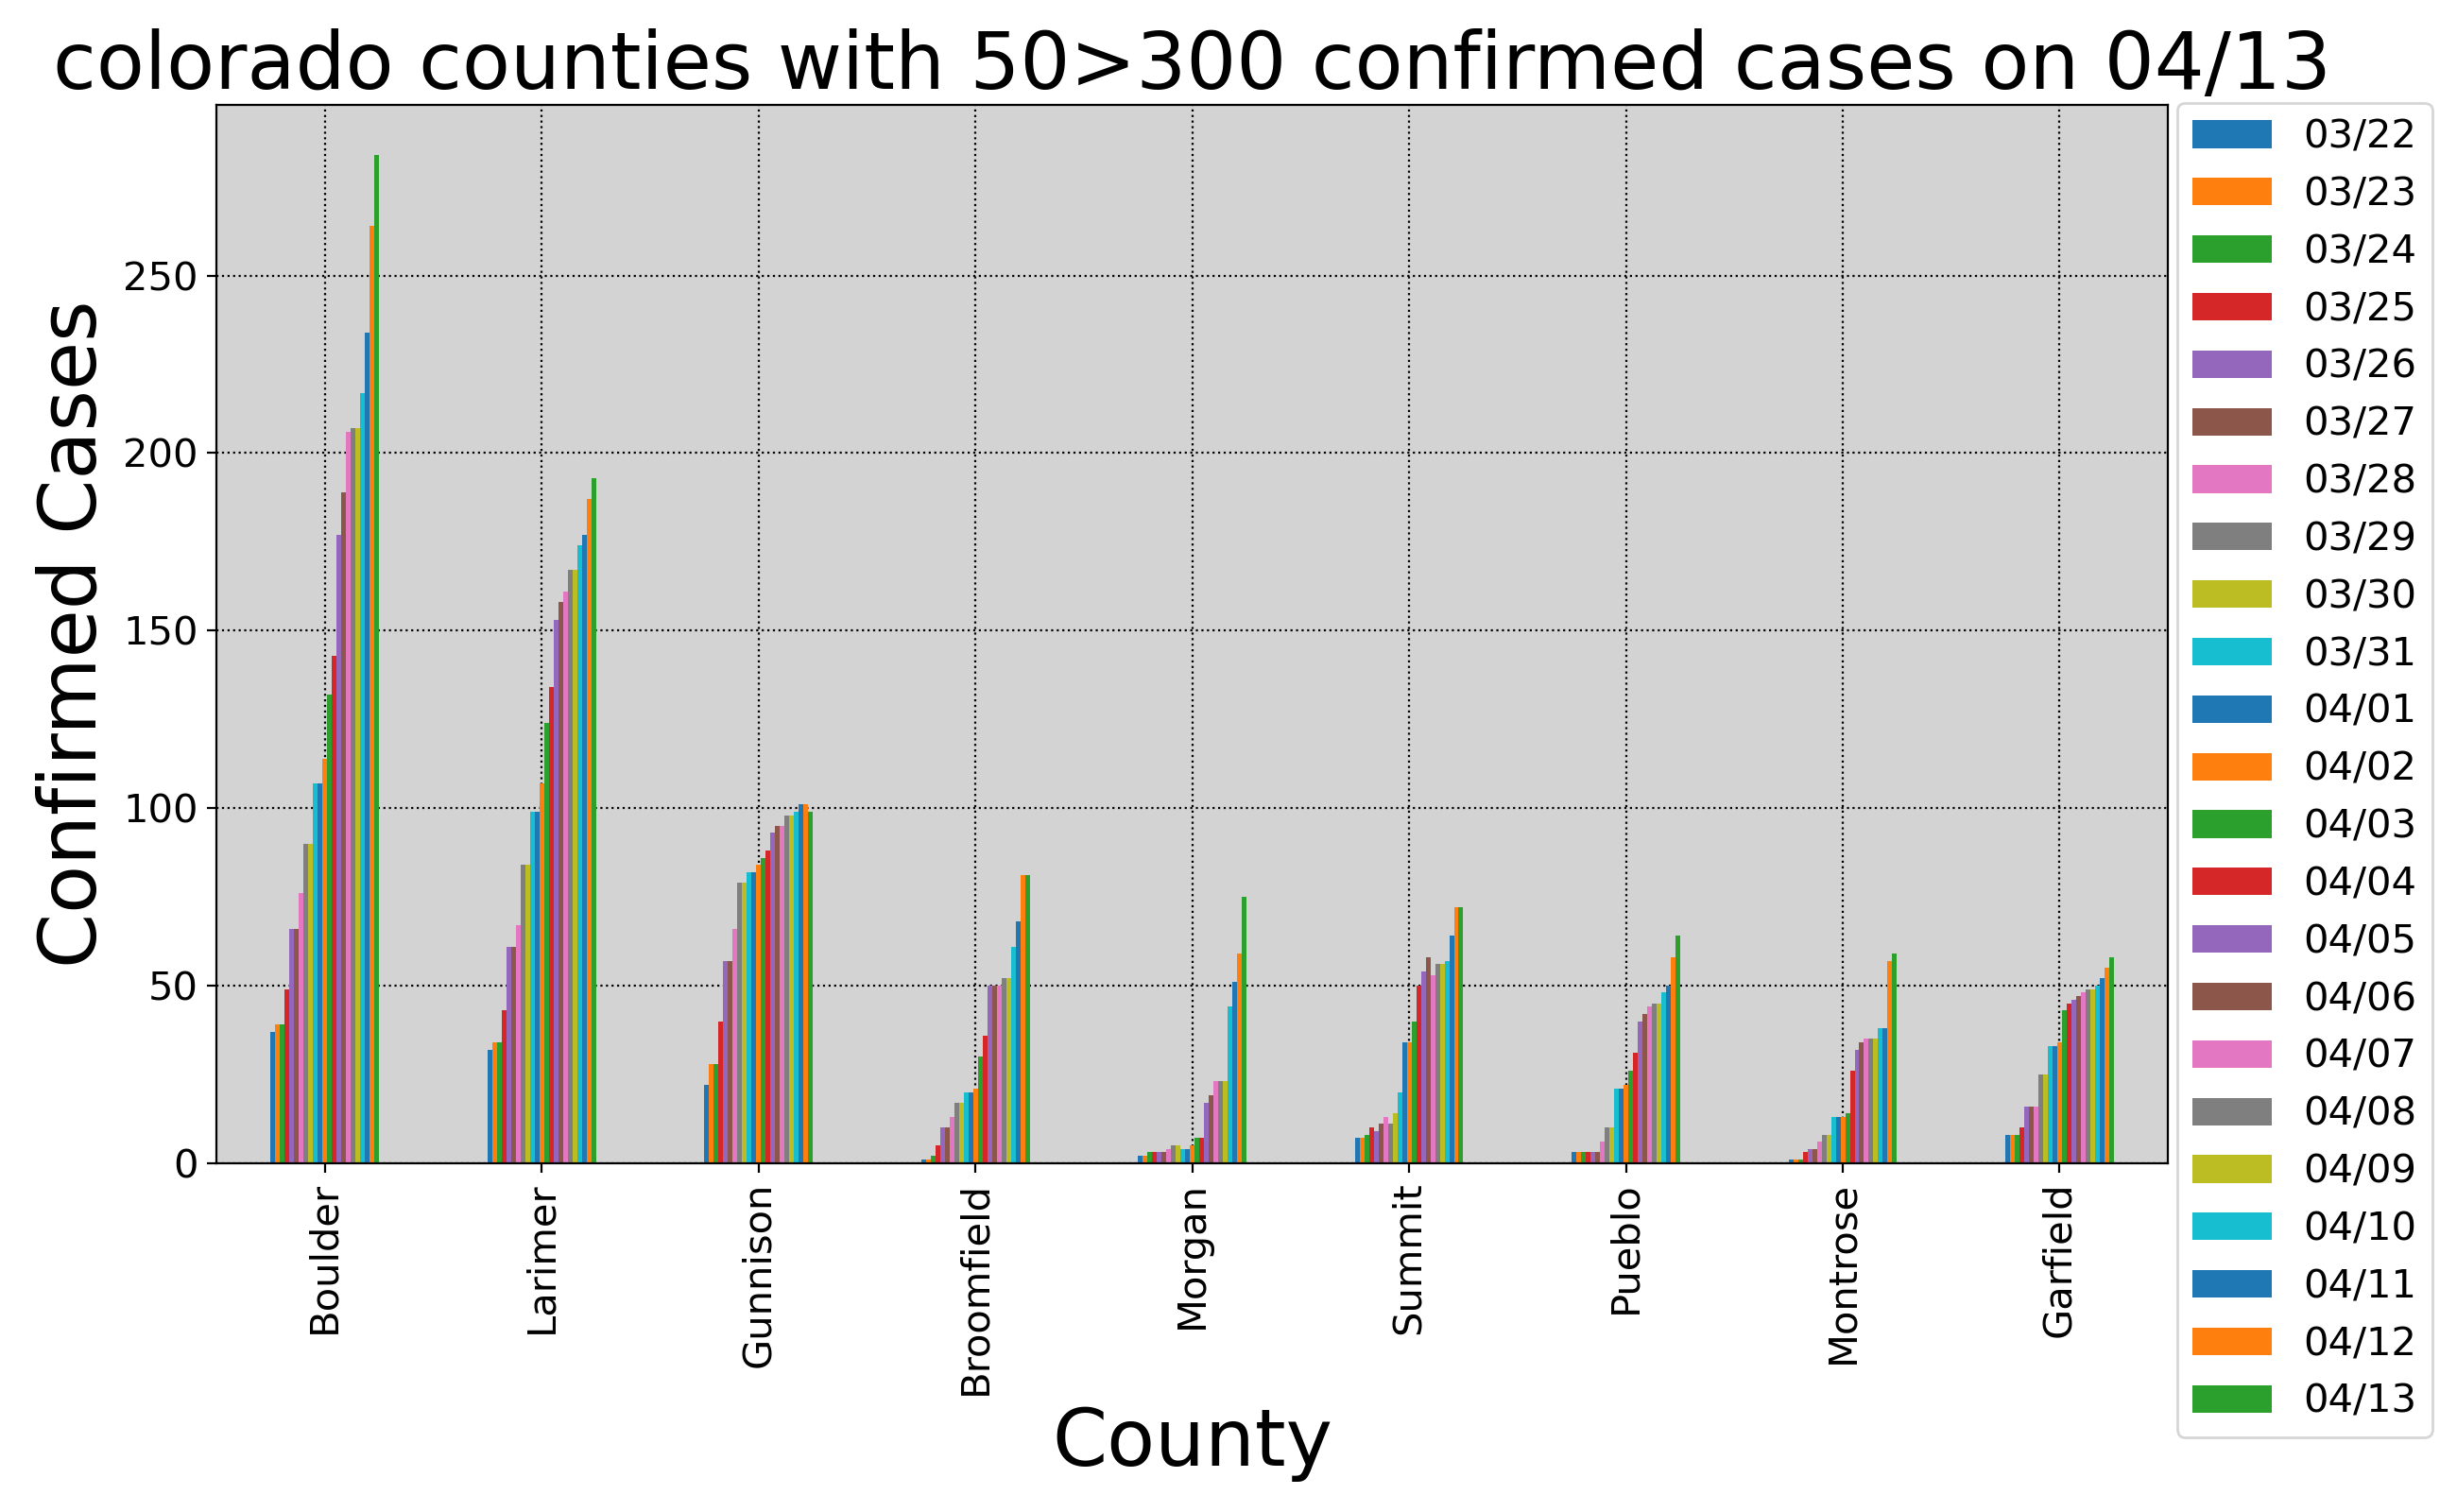 colorado counties with 50>300 confirmed cases on 04/13
Confirmed Cases
250
200
150
100
50
0
Boulder
Larimer
Gunnison
Broomfield
Morgan
Summit
Pueblo
Montrose
Garfield
County
03/22
03/23
03/24
03/25
03/26
03/27
03/28
03/29
03/30
03/31
04/01
04/02
04/03
04/04
04/05
04/06
04/07
04/08
04/09
04/10
04/11
04/12
04/13